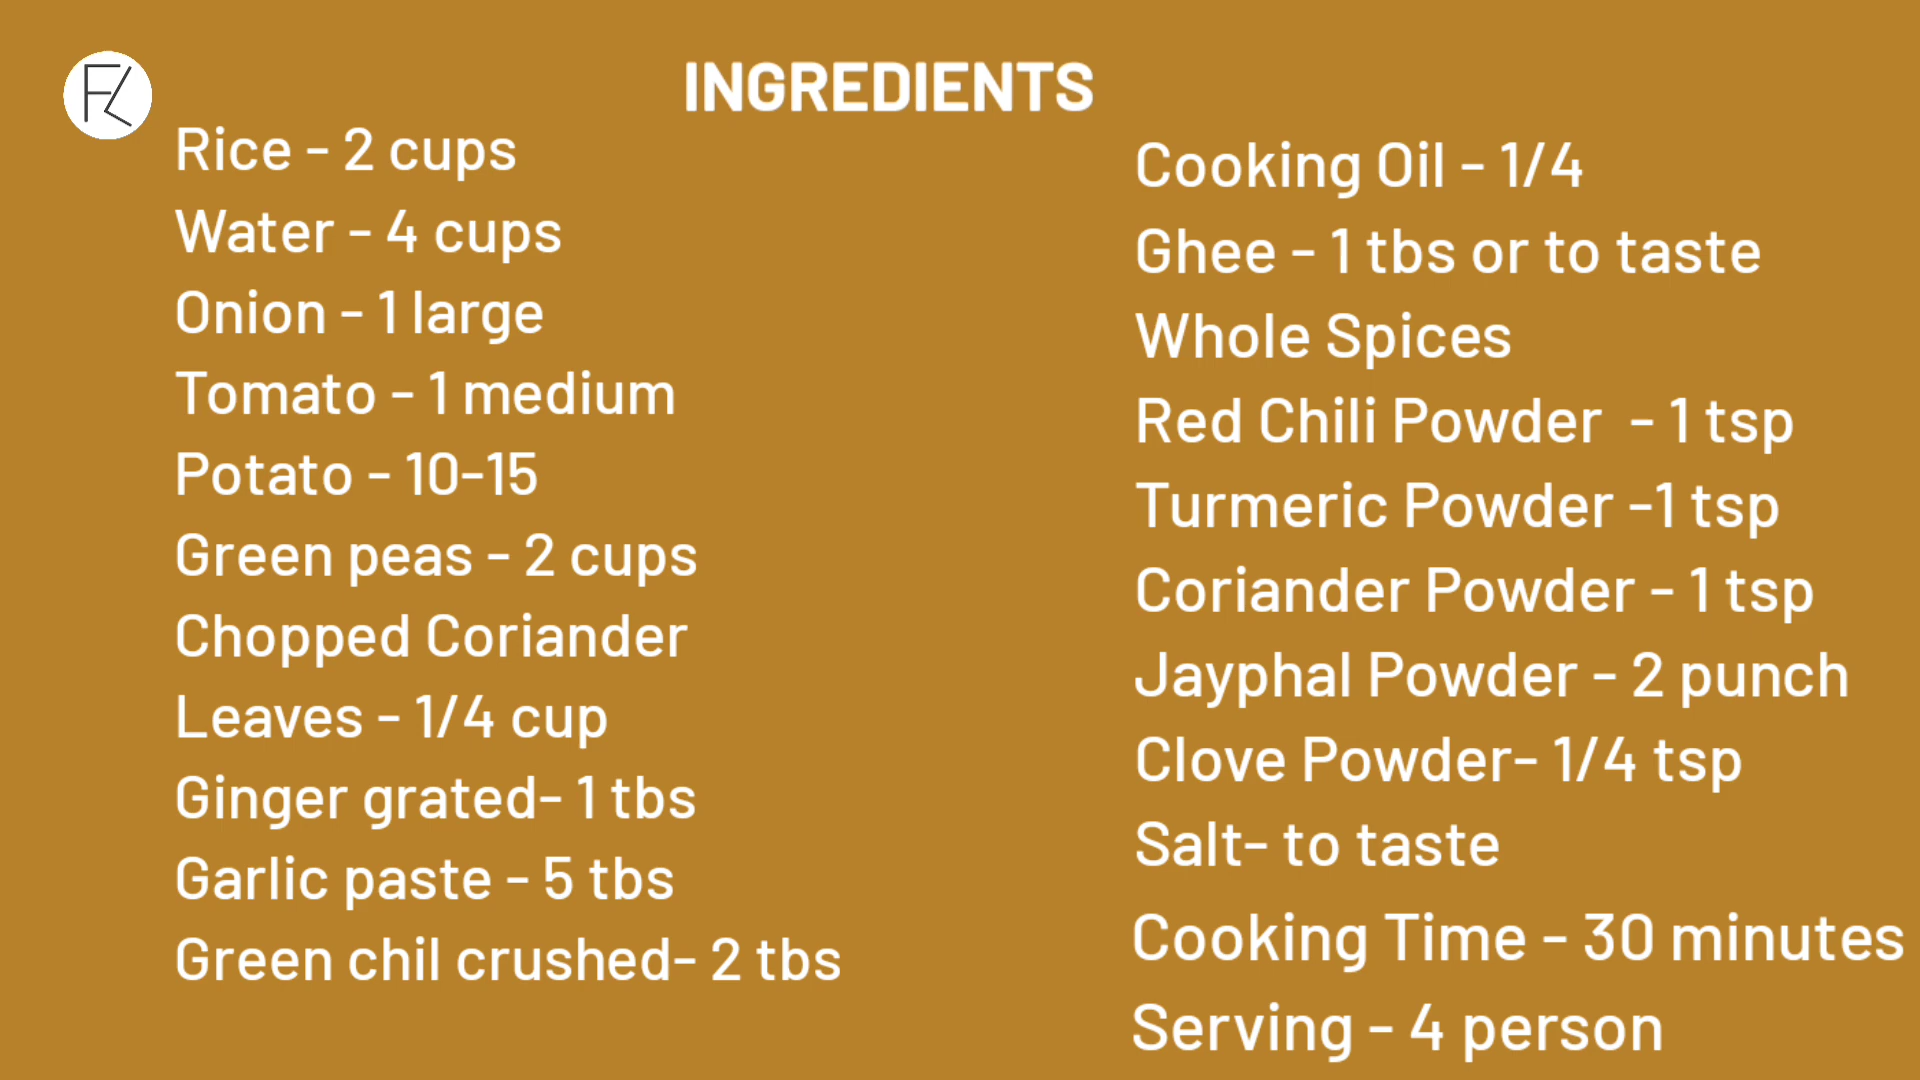 INGREDIENTS
Rice - 2 cups
Water - 4 cups
Onion - 1 large
Tomato - 1 medium
Potato - 10-15
Green peas - 2 cups
Chopped Coriander
Leaves - 1/4 cup
Ginger grated- 1 tbs
Garlic paste - 5 tbs
Green chil crushed- 2 tbs
Cooking Oil - 1/4
Ghee - 1 tbs or to taste
Whole Spices
Red Chili Powder  - 1 tsp
Turmeric Powder -1 tsp
Coriander Powder - 1 tsp
Jayphal Powder - 2 punch
Clove Powder- 1/4 tsp
Salt- to taste
Cooking Time - 30 minutes
Serving - 4 person